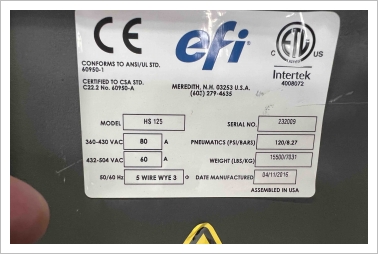 CONFORMS TO ANSI/UL STD.
60950-1
CERTIFIED TO CSA STD.
C22.2 No. 60950-A
efi
MEREDITH, N.H. 03253 U.S.A.
(603) 279-4635
C ETL US
Intertek
4008072
MODEL HS 125
SERIAL NO. 232009
360-430 VAC 80 A
PNEUMATICS (PSI/BARS) 120/8.27
432-504 VAC 60 A
WEIGHT (LBS/KG) 15500/7031
50/60 Hz 5 WIRE WYE 3
DATE MANUFACTURED 04/11/2016
ASSEMBLED IN USA